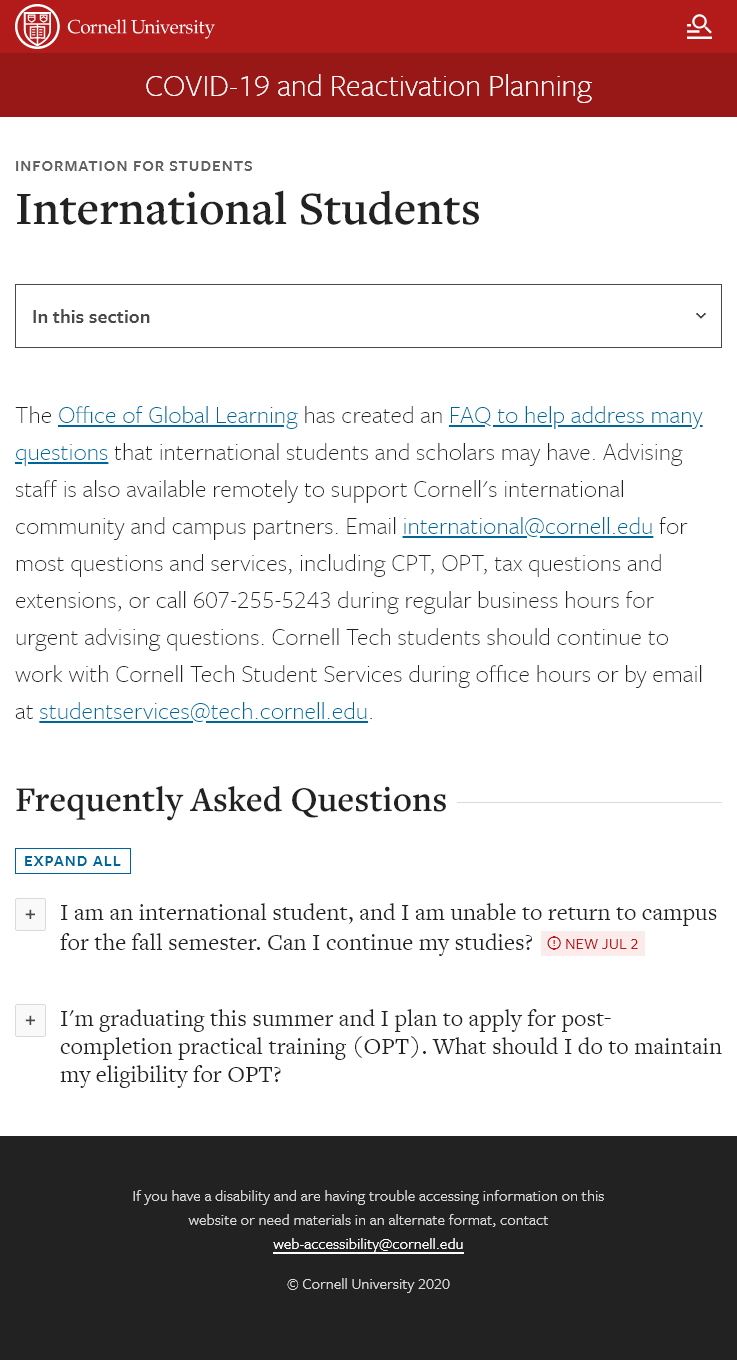 Cornell University
COVID-19 and Reactivation Planning
INFORMATION FOR STUDENTS
International Students
In this section
The Office of Global Learning has created an FAQ to help address many
questions that international students and scholars may have. Advising
staff is also available remotely to support Cornell's international
community and campus partners. Email international@cornell.edu for
most questions and services, including CPT, OPT, tax questions and
extensions, or call 607-255-5243 during regular business hours for
urgent advising questions. Cornell Tech students should continue to
work with Cornell Tech Student Services during office hours or by email
at studentservices@tech.cornell.edu.
Frequently Asked Questions
EXPAND ALL
+ I am an international student, and I am unable to return to campus
for the fall semester. Can I continue my studies? NEW JUL 2
+ I'm graduating this summer and I plan to apply for post-
completion practical training (OPT). What should I do to maintain
my eligibility for OPT?
If you have a disability and are having trouble accessing information on this
website or need materials in an alternate format, contact
web-accessibility@cornell.edu
© Cornell University 2020